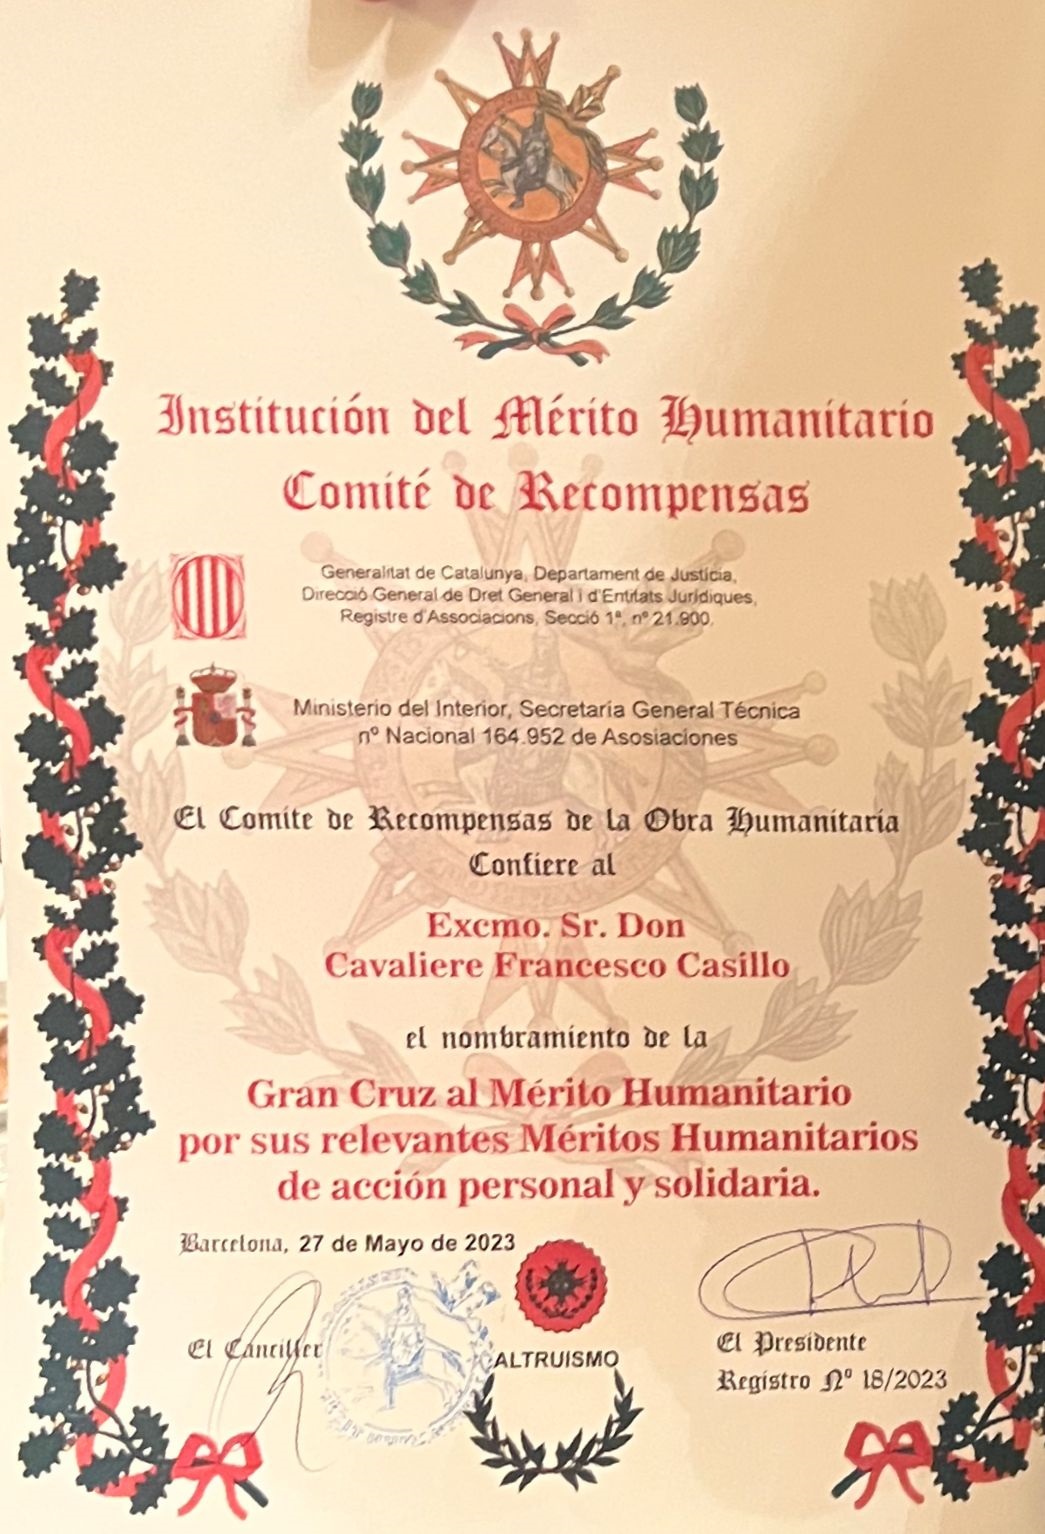 Institución del Mérito Humanitario
Comité de Recompensas
Generalitat de Catalunya, Departament de Justícia,
Direcció General de Dret General i d'Entitats Jurídiques,
Registre d'Associacions, Secció 1ª, nº 21.900.
Ministerio del Interior, Secretaría General Técnica
nº Nacional 164.952 de Asosiaciones
El Comite de Recompensas de la Obra Humanitaria
Confiere al
Excmo. Sr. Don
Cavaliere Francesco Casillo
el nombramiento de la
Gran Cruz al Mérito Humanitario
por sus relevantes Méritos Humanitarios
de acción personal y solidaria.
Barcelona, 27 de Mayo de 2023
El Canciller
ALTRUISMO
El Presidente
Registro Nº 18/2023